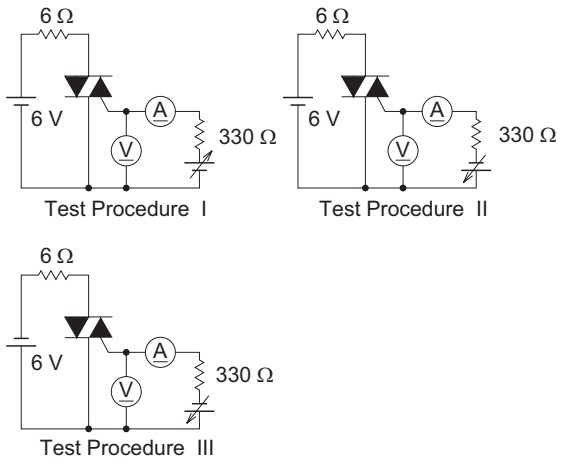 6 Ω
6 V
A
V
330 Ω
Test Procedure I
6 Ω
6 V
A
V
330 Ω
Test Procedure II
6 Ω
6 V
A
V
330 Ω
Test Procedure III